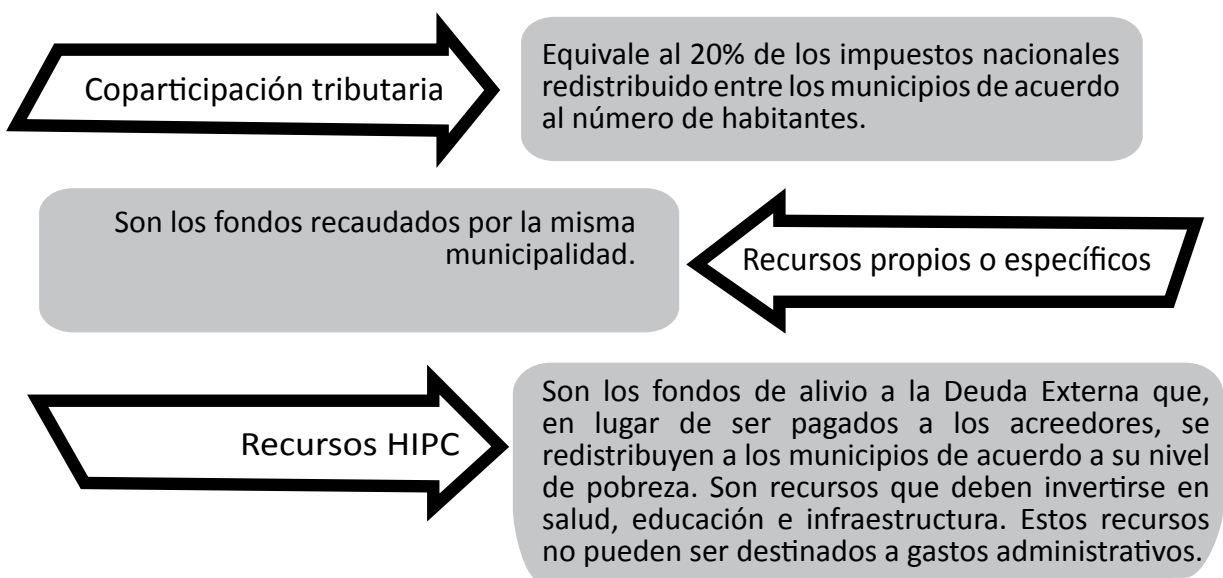 Coparticipación tributaria
Equivale al 20% de los impuestos nacionales
redistribuido entre los municipios de acuerdo
al número de habitantes.
Son los fondos recaudados por la misma
municipalidad.
Recursos propios o específicos
Recursos HIPC
Son los fondos de alivio a la Deuda Externa que,
en lugar de ser pagados a los acreedores, se
redistribuyen a los municipios de acuerdo a su nivel
de pobreza. Son recursos que deben invertirse en
salud, educación e infraestructura. Estos recursos
no pueden ser destinados a gastos administrativos.